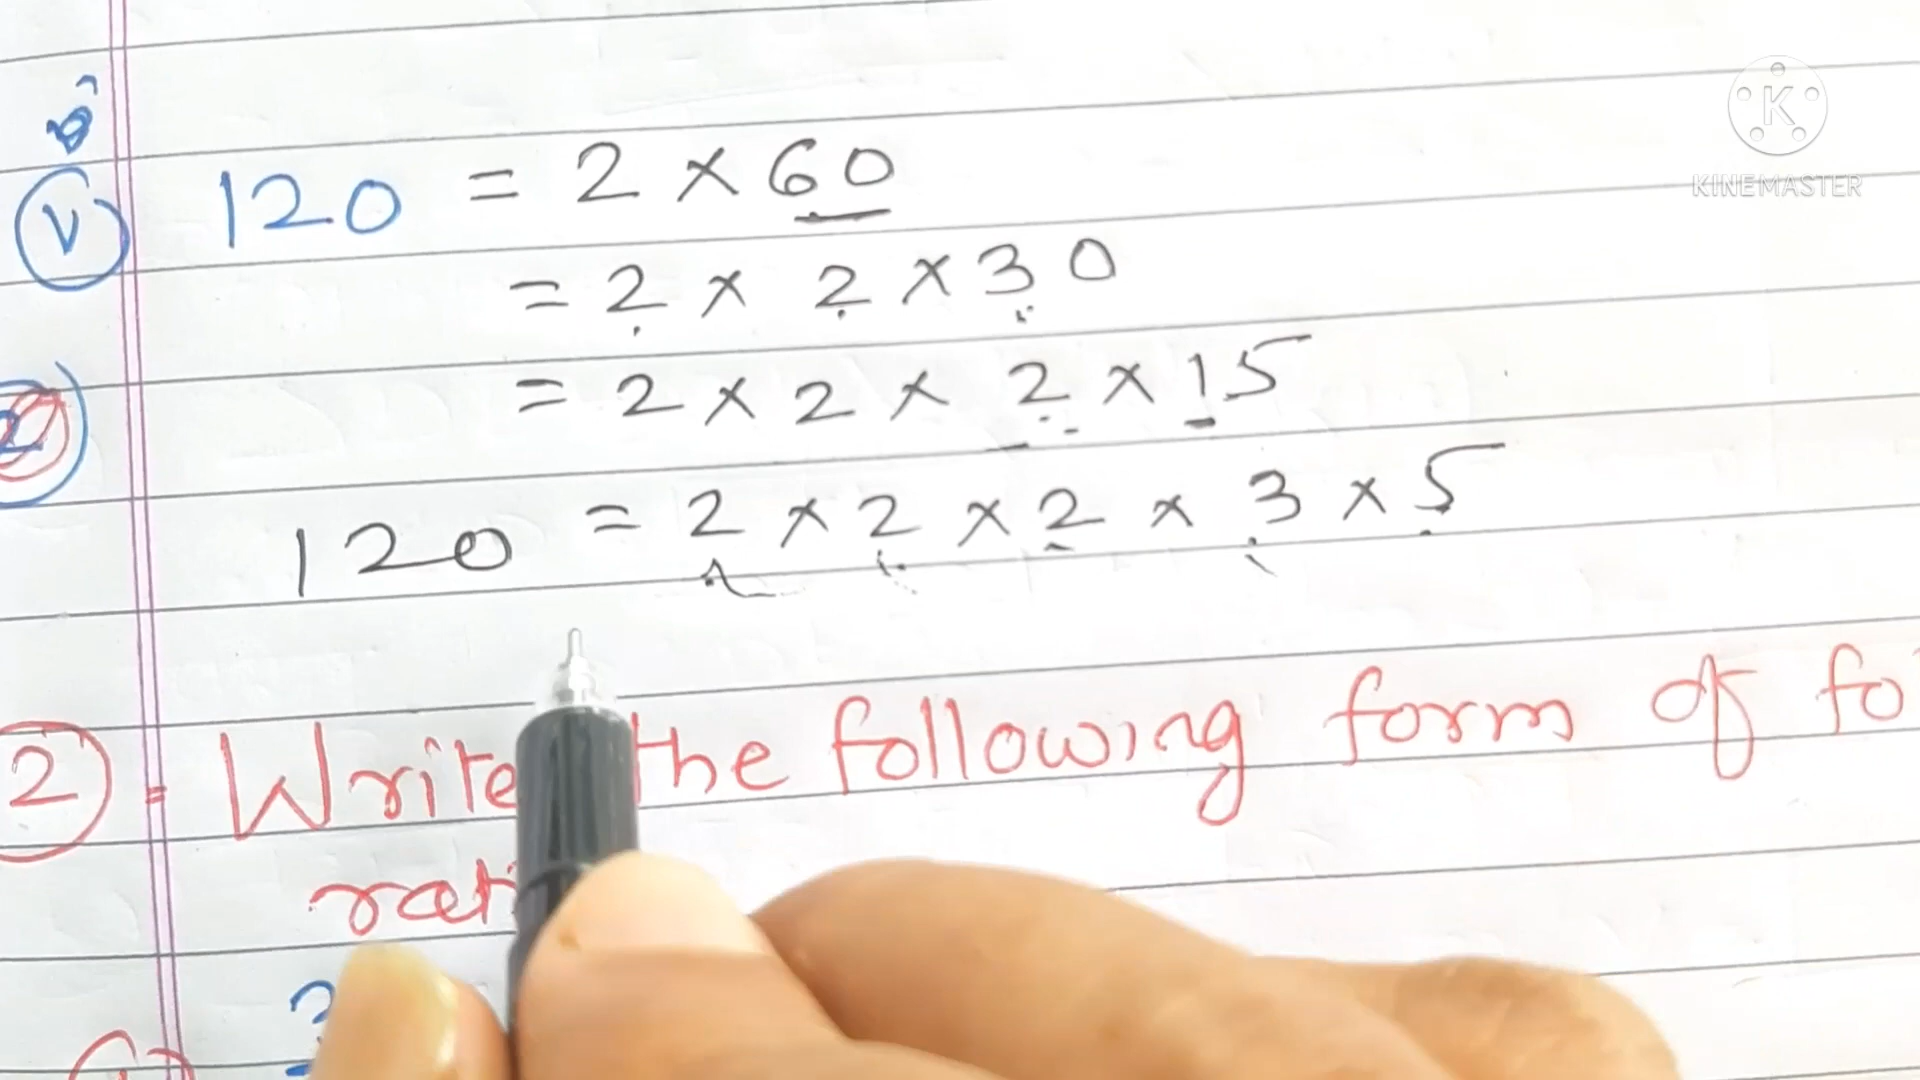 (v) 120 = 2 × 60
= 2 × 2 × 30
= 2 × 2 × 2 × 15
120 = 2 × 2 × 2 × 3 × 5
(2) = Write the following form of
K
KINEMASTER